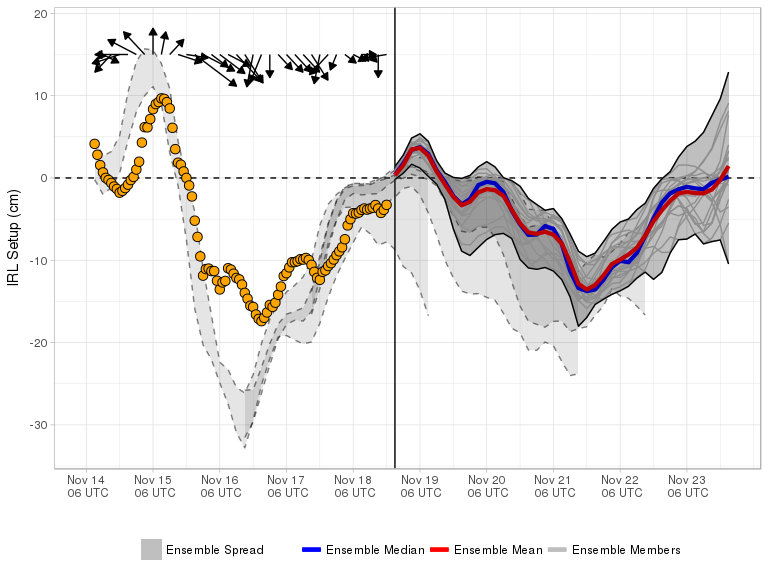 20
10
0
-10
-20
-30
IRL Setup (cm)
Nov 14 Nov 15 Nov 16 Nov 17 Nov 18 Nov 19 Nov 20 Nov 21 Nov 22 Nov 23
06 UTC 06 UTC 06 UTC 06 UTC 06 UTC 06 UTC 06 UTC 06 UTC 06 UTC 06 UTC
Ensemble Spread Ensemble Median Ensemble Mean Ensemble Members